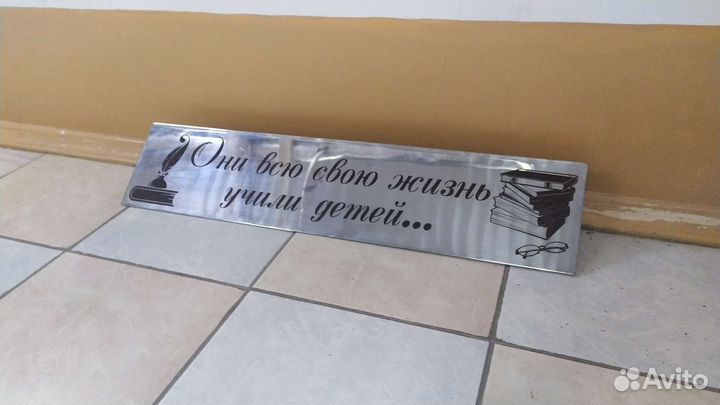 Они всю свою жизнь
учили детей...
Avito